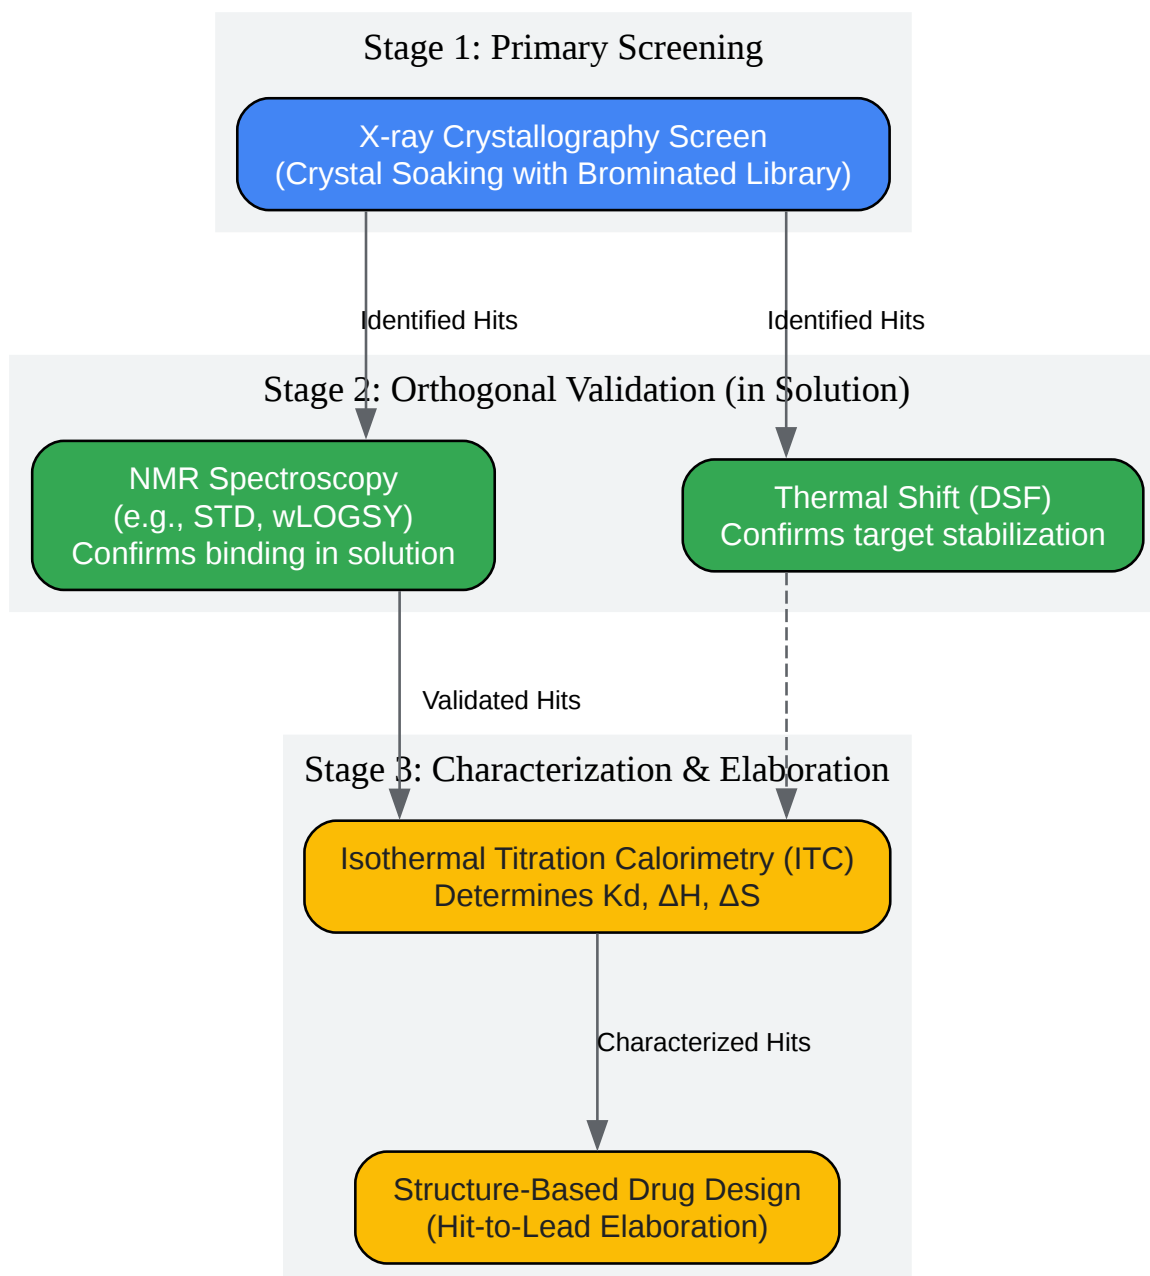 Stage 1: Primary Screening
X-ray Crystallography Screen
(Crystal Soaking with Brominated Library)
Identified Hits
Identified Hits
Stage 2: Orthogonal Validation (in Solution)
NMR Spectroscopy
(e.g., STD, wLOGSY)
Confirms binding in solution
Thermal Shift (DSF)
Confirms target stabilization
Validated Hits
Stage 3: Characterization & Elaboration
Isothermal Titration Calorimetry (ITC)
Determines Kd, ΔH, ΔS
Characterized Hits
Structure-Based Drug Design
(Hit-to-Lead Elaboration)